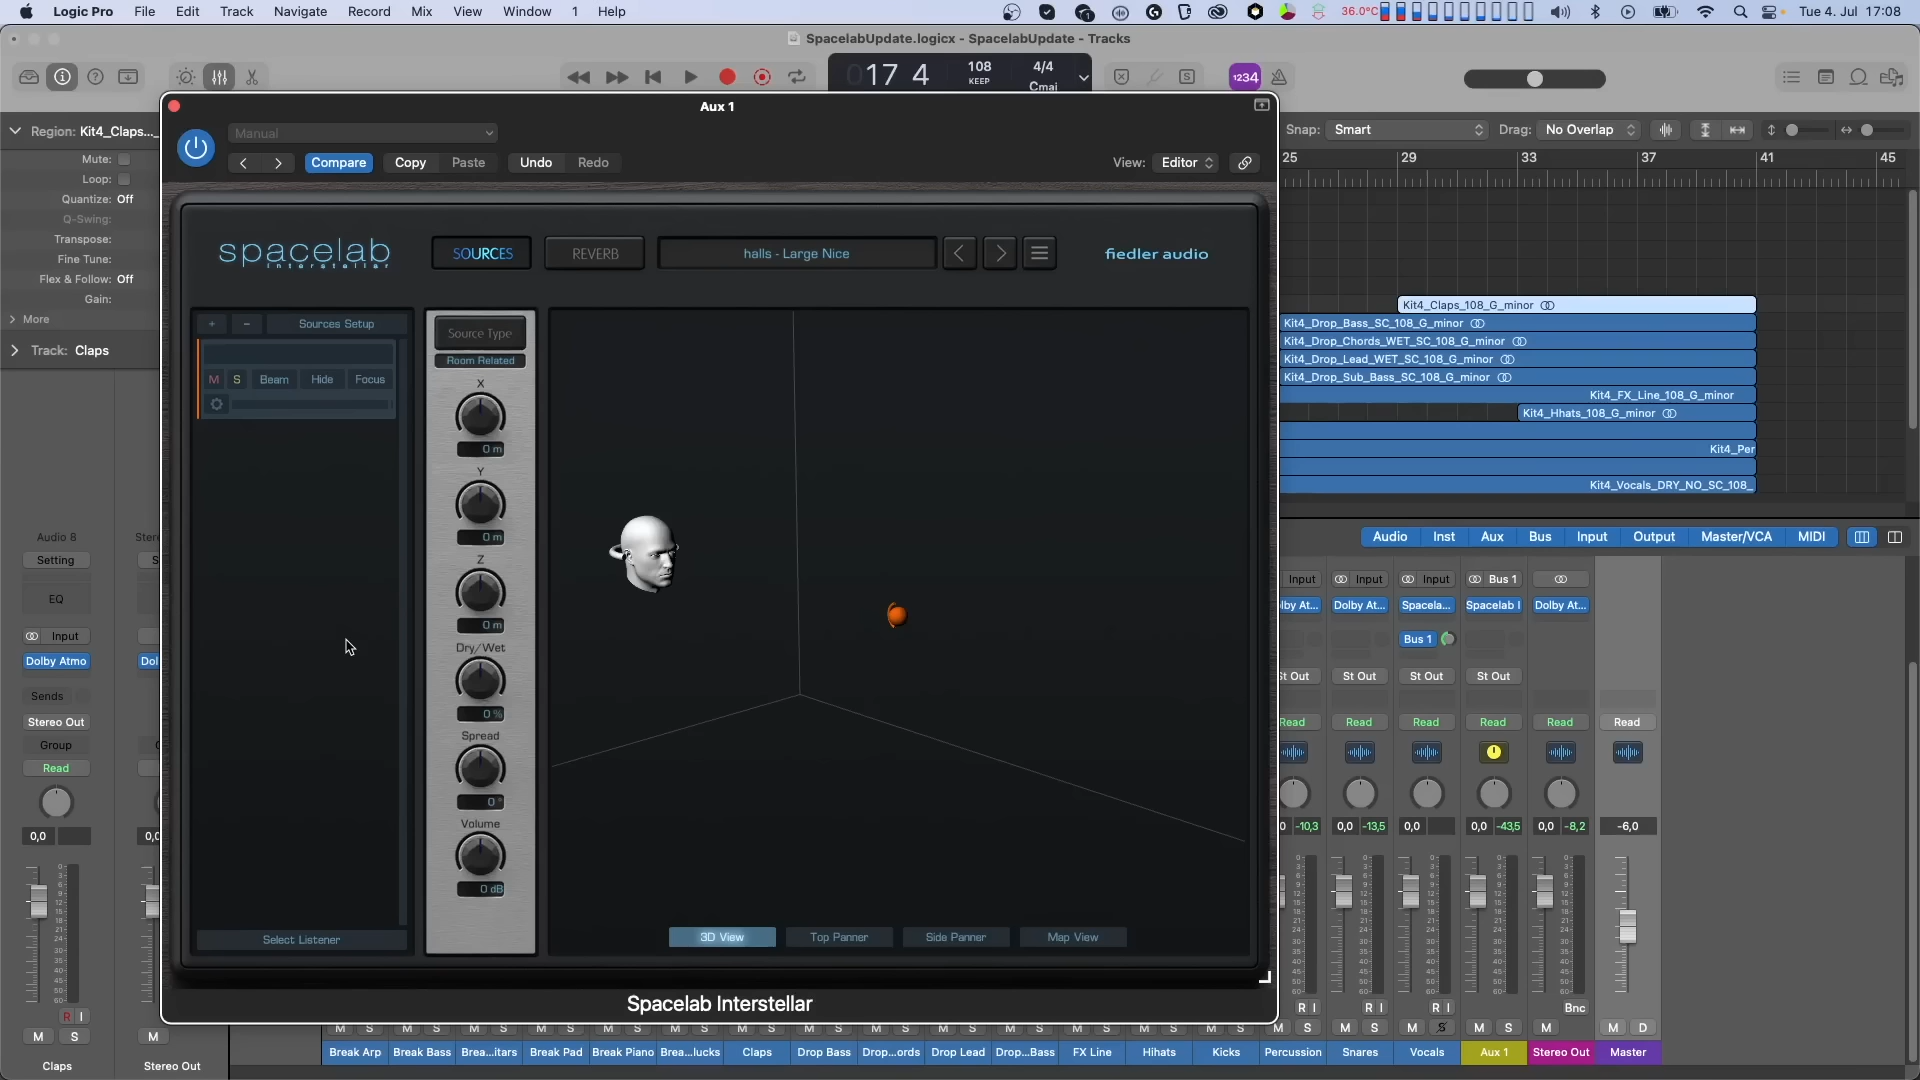 Logic Pro File Edit Track Navigate Record Mix View Window 1 Help
36.0°C
Tue 4. Jul 17:08
SpacelabUpdate.logicx - SpacelabUpdate - Tracks
017 4
108
KEEP
4/4
Cmaj
1234
Aux 1
Region: Kit4_Claps..._
Mute:
Loop:
Quantize: Off
Q-Swing:
Transpose:
Fine Tune:
Flex & Follow: Off
Gain:
More
Track: Claps
Manual
Compare Copy Paste Undo Redo
View: Editor
Snap: Smart
Drag: No Overlap
25 29 33 37 41 45
spacelab
interstellar
SOURCES REVERB
halls - Large Nice
fiedler audio
+ - Sources Setup
M S Beam Hide Focus
Select Listener
Source Type
Room Related
X
0 m
Y
0 m
Z
0 m
Dry/Wet
0 %
Spread
0 °
Volume
0 dB
3D View Top Panner Side Panner Map View
Spacelab Interstellar
Kit4_Claps_108_G_minor
Kit4_Drop_Bass_SC_108_G_minor
Kit4_Drop_Chords_WET_SC_108_G_minor
Kit4_Drop_Lead_WET_SC_108_G_minor
Kit4_Drop_Sub_Bass_SC_108_G_minor
Kit4_FX_Line_108_G_minor
Kit4_Hhats_108_G_minor
Kit4_Per
Kit4_Vocals_DRY_NO_SC_108_
Audio Inst Aux Bus Input Output Master/VCA MIDI
Audio 8 Stere
Setting S
EQ
Input
Dolby Atmo Dol
Sends
Stereo Out
Group
Read
0,0 0,0
R I
M S M
Claps Stereo Out
Input Input Input Bus 1
lby At... Dolby At... Spacela... Spacelab I Dolby At...
Bus 1
St Out St Out St Out St Out
Read Read Read Read Read Read
0 -10,3 0,0 -13,5 0,0 0,0 -43,5 0,0 -8,2 -6,0
R I R I R I Bnc
M S M S M S M S M S M S M S M S M S M S M S M S M S M S M S M S M S M S M M D
Break Arp Break Bass Brea...itars Break Pad Break Piano Brea...lucks Claps Drop Bass Drop...ords Drop Lead Drop...Bass FX Line Hihats Kicks Percussion Snares Vocals Aux 1 Stereo Out Master